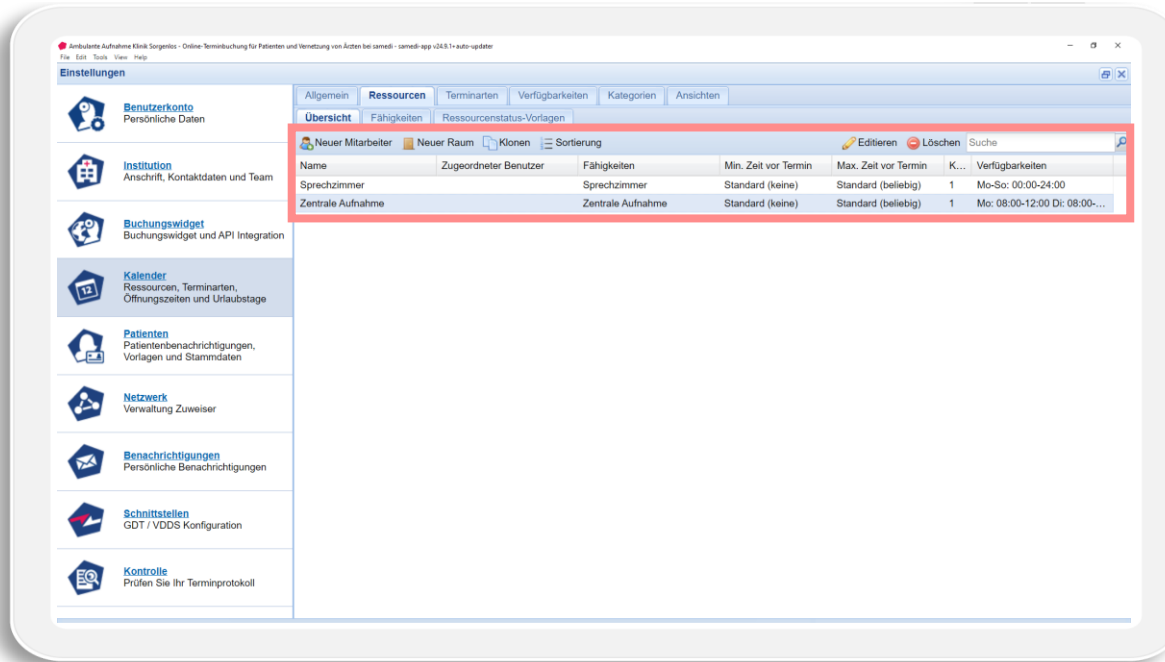 Ambulante Aufnahme Klinik Sorgenlos - Online-Terminbuchung für Patienten und Vernetzung von Ärzten bei samedi - samedi-app v24.9.1+auto-updater
File Edit Tools View Help
Einstellungen
Benutzerkonto
Persönliche Daten
Institution
Anschrift, Kontaktdaten und Team
Buchungswidget
Buchungswidget und API Integration
Kalender
Ressourcen, Terminarten,
Öffnungszeiten und Urlaubstage
12
Patienten
Patientenbenachrichtigungen,
Vorlagen und Stammdaten
Netzwerk
Verwaltung Zuweiser
Benachrichtigungen
Persönliche Benachrichtigungen
Schnittstellen
GDT / VDDS Konfiguration
Kontrolle
Prüfen Sie Ihr Terminprotokoll
Allgemein Ressourcen Terminarten Verfügbarkeiten Kategorien Ansichten
Übersicht Fähigkeiten Ressourcenstatus-Vorlagen
Neuer Mitarbeiter Neuer Raum Klonen Sortierung Editieren Löschen Suche
Name Zugeordneter Benutzer Fähigkeiten Min. Zeit vor Termin Max. Zeit vor Termin K... Verfügbarkeiten
Sprechzimmer Sprechzimmer Standard (keine) Standard (beliebig) 1 Mo-So: 00:00-24:00
Zentrale Aufnahme Zentrale Aufnahme Standard (keine) Standard (beliebig) 1 Mo: 08:00-12:00 Di: 08:00-...